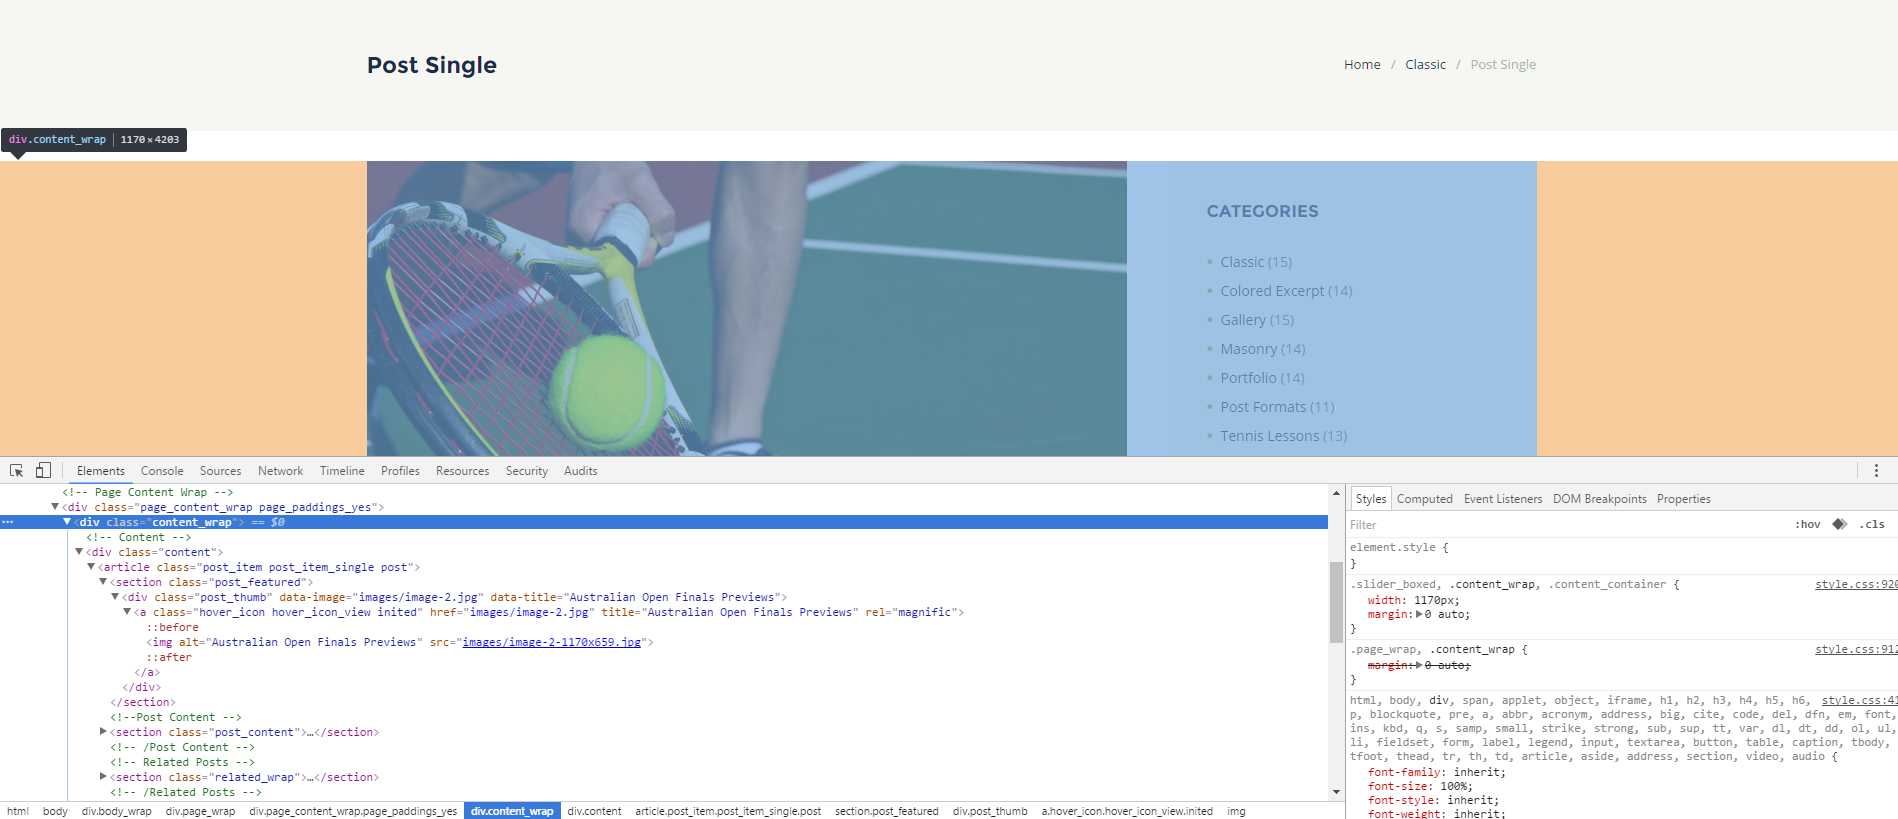 Post Single
Home / Classic / Post Single
div.content_wrap | 1170 × 4203
CATEGORIES
Classic (15)
Colored Excerpt (14)
Gallery (15)
Masonry (14)
Portfolio (14)
Post Formats (11)
Tennis Lessons (13)
Elements Console Sources Network Timeline Profiles Resources Security Audits
<!-- Page Content Wrap -->
<div class="page_content_wrap page_paddings_yes">
<div class="content_wrap"> == $0
<!-- Content -->
<div class="content">
<article class="post_item post_item_single post">
<section class="post_featured">
<div class="post_thumb" data-image="images/image-2.jpg" data-title="Australian Open Finals Previews">
<a class="hover_icon hover_icon_view inited" href="images/image-2.jpg" title="Australian Open Finals Previews" rel="magnific">
::before
<img alt="Australian Open Finals Previews" src="images/image-2-1170x659.jpg">
::after
</a>
</div>
</section>
<!--Post Content -->
<section class="post_content">…</section>
<!-- /Post Content -->
<!-- Related Posts -->
<section class="related_wrap">…</section>
<!-- /Related Posts -->
html body div.body_wrap div.page_wrap div.page_content_wrap.page_paddings_yes div.content_wrap div.content article.post_item.post_item_single.post section.post_featured div.post_thumb a.hover_icon.hover_icon_view.inited img
Styles Computed Event Listeners DOM Breakpoints Properties
Filter :hov .cls
element.style {
}
.slider_boxed, .content_wrap, .content_container { style.css:920
width: 1170px;
margin: 0 auto;
}
.page_wrap, .content_wrap { style.css:912
margin: 0 auto;
}
html, body, div, span, applet, object, iframe, h1, h2, h3, h4, h5, h6, style.css:41
p, blockquote, pre, a, abbr, acronym, address, big, cite, code, del, dfn, em, font,
ins, kbd, q, s, samp, small, strike, strong, sub, sup, tt, var, dl, dt, dd, ol, ul,
li, fieldset, form, label, legend, input, textarea, button, table, caption, tbody,
tfoot, thead, tr, th, td, article, aside, address, section, video, audio {
font-family: inherit;
font-size: 100%;
font-style: inherit;
font-weight: inherit;